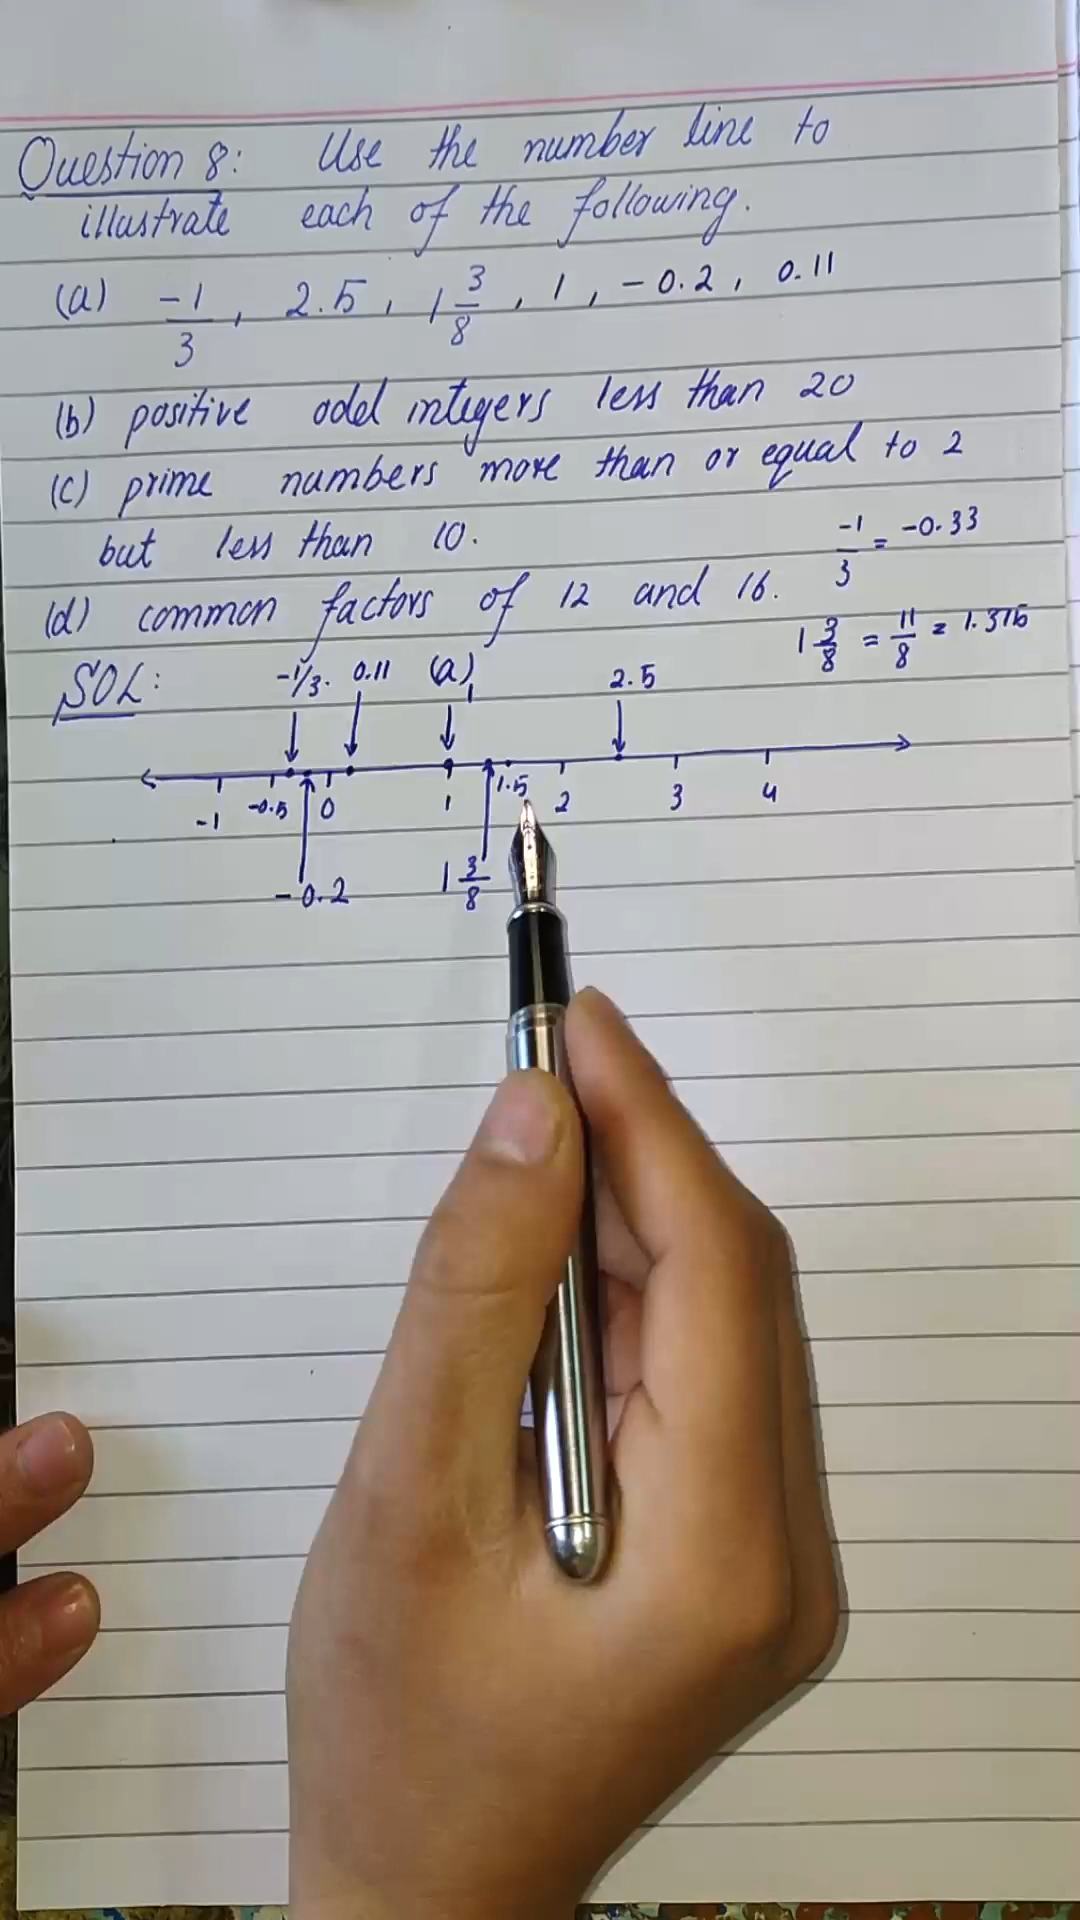 Question 8: Use the number line to
illustrate each of the following.
(a) -1/3, 2.5, 1 3/8, 1, -0.2, 0.11
(b) positive odd integers less than 20
(c) prime numbers more than or equal to 2
but less than 10.
-1/3 = -0.33
(d) common factors of 12 and 16.
1 3/8 = 11/8 = 1.375
SOL: -1/3. 0.11 (a) 1 2.5
-1 -0.5 0 1 1.5 2 3 4
-0.2 1 3/8